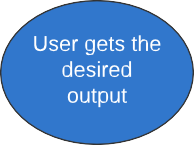 User gets the
desired
output